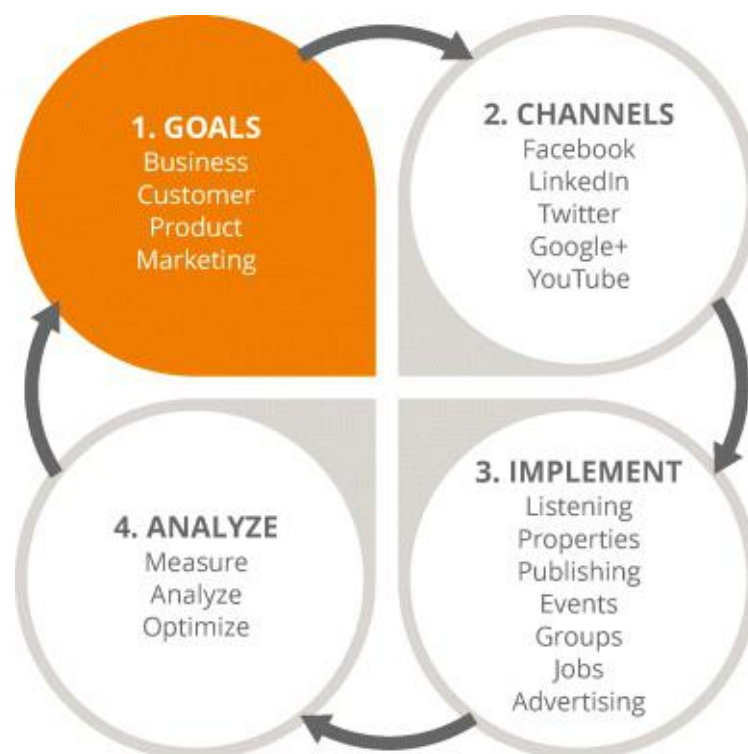 1. GOALS
Business
Customer
Product
Marketing
2. CHANNELS
Facebook
LinkedIn
Twitter
Google+
YouTube
3. IMPLEMENT
Listening
Properties
Publishing
Events
Groups
Jobs
Advertising
4. ANALYZE
Measure
Analyze
Optimize